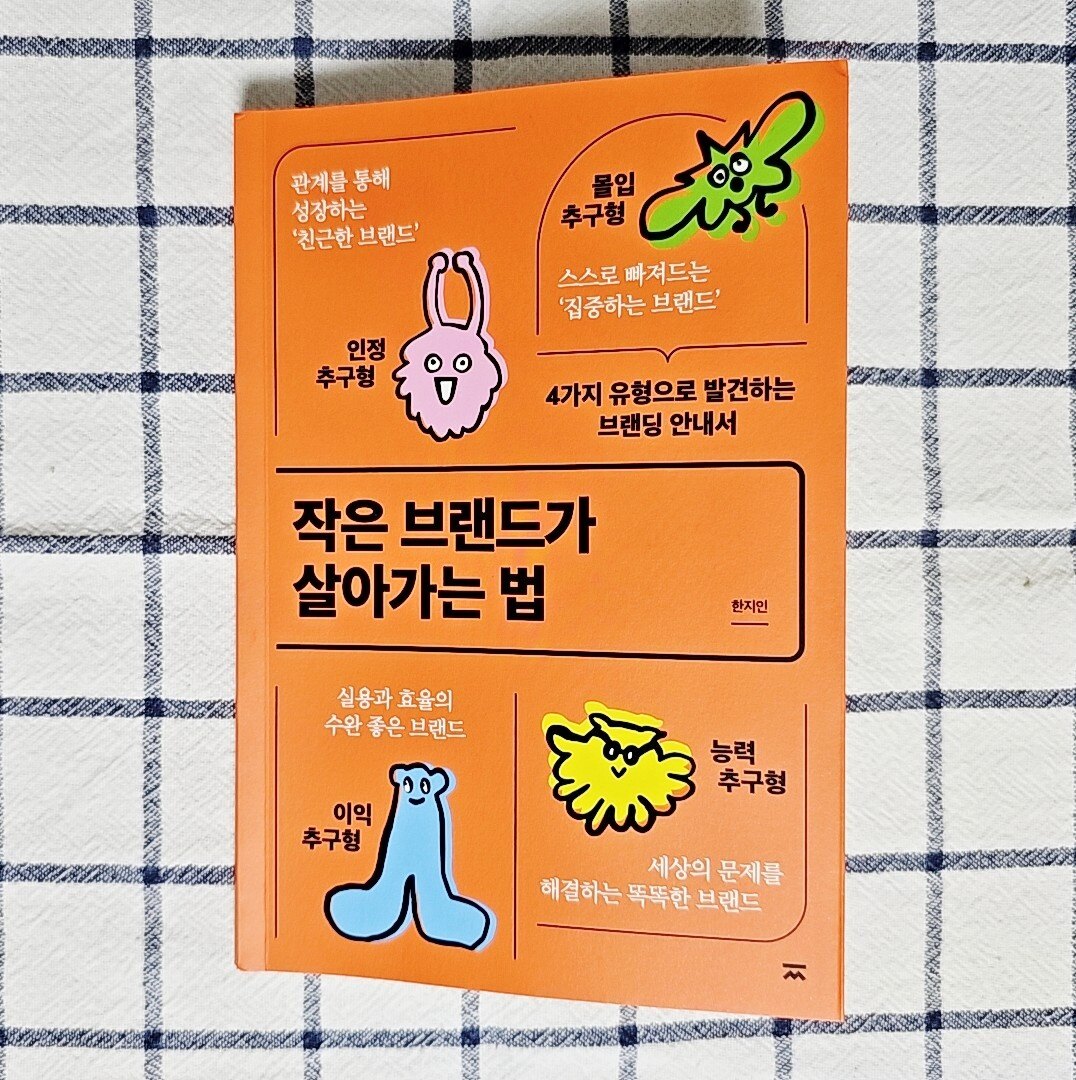 관계를 통해
성장하는
‘친근한 브랜드’
인정
추구형
몰입
추구형
스스로 빠져드는
‘집중하는 브랜드’
4가지 유형으로 발견하는
브랜딩 안내서
작은 브랜드가
살아가는 법
한지인
실용과 효율의
수완 좋은 브랜드
이익
추구형
능력
추구형
세상의 문제를
해결하는 똑똑한 브랜드